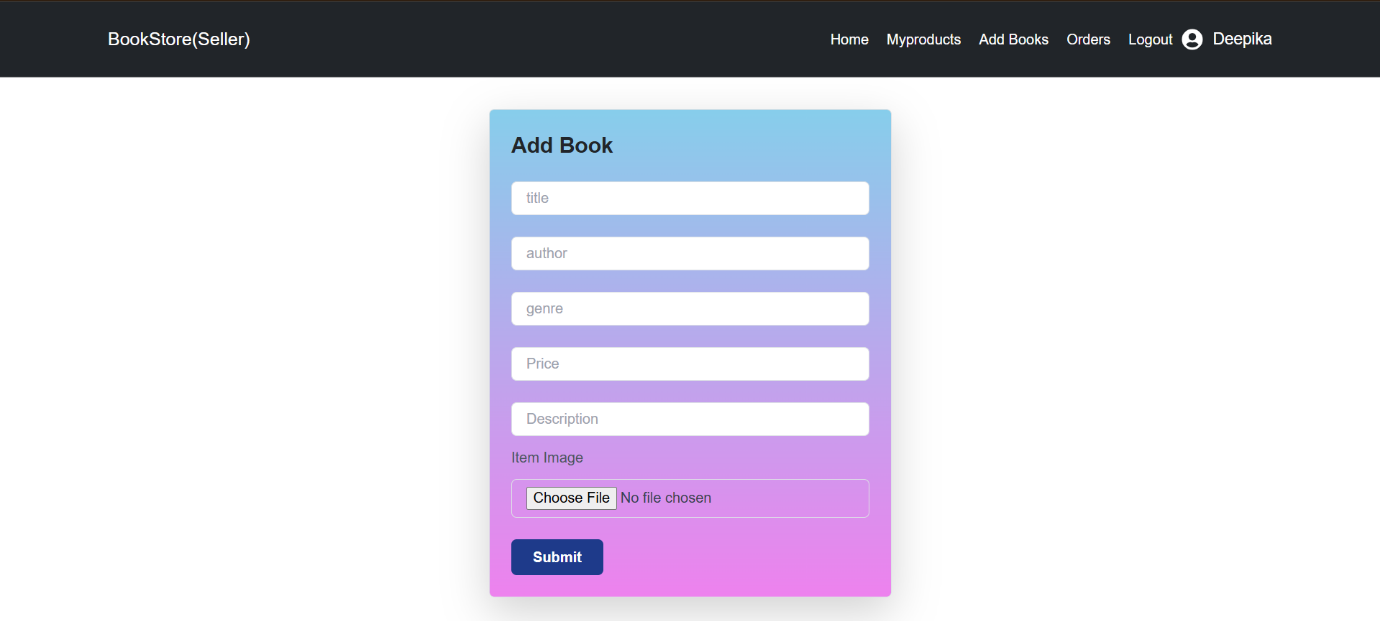 BookStore(Seller) Home Myproducts Add Books Orders Logout Deepika
Add Book
title
author
genre
Price
Description
Item Image
Choose File No file chosen
Submit